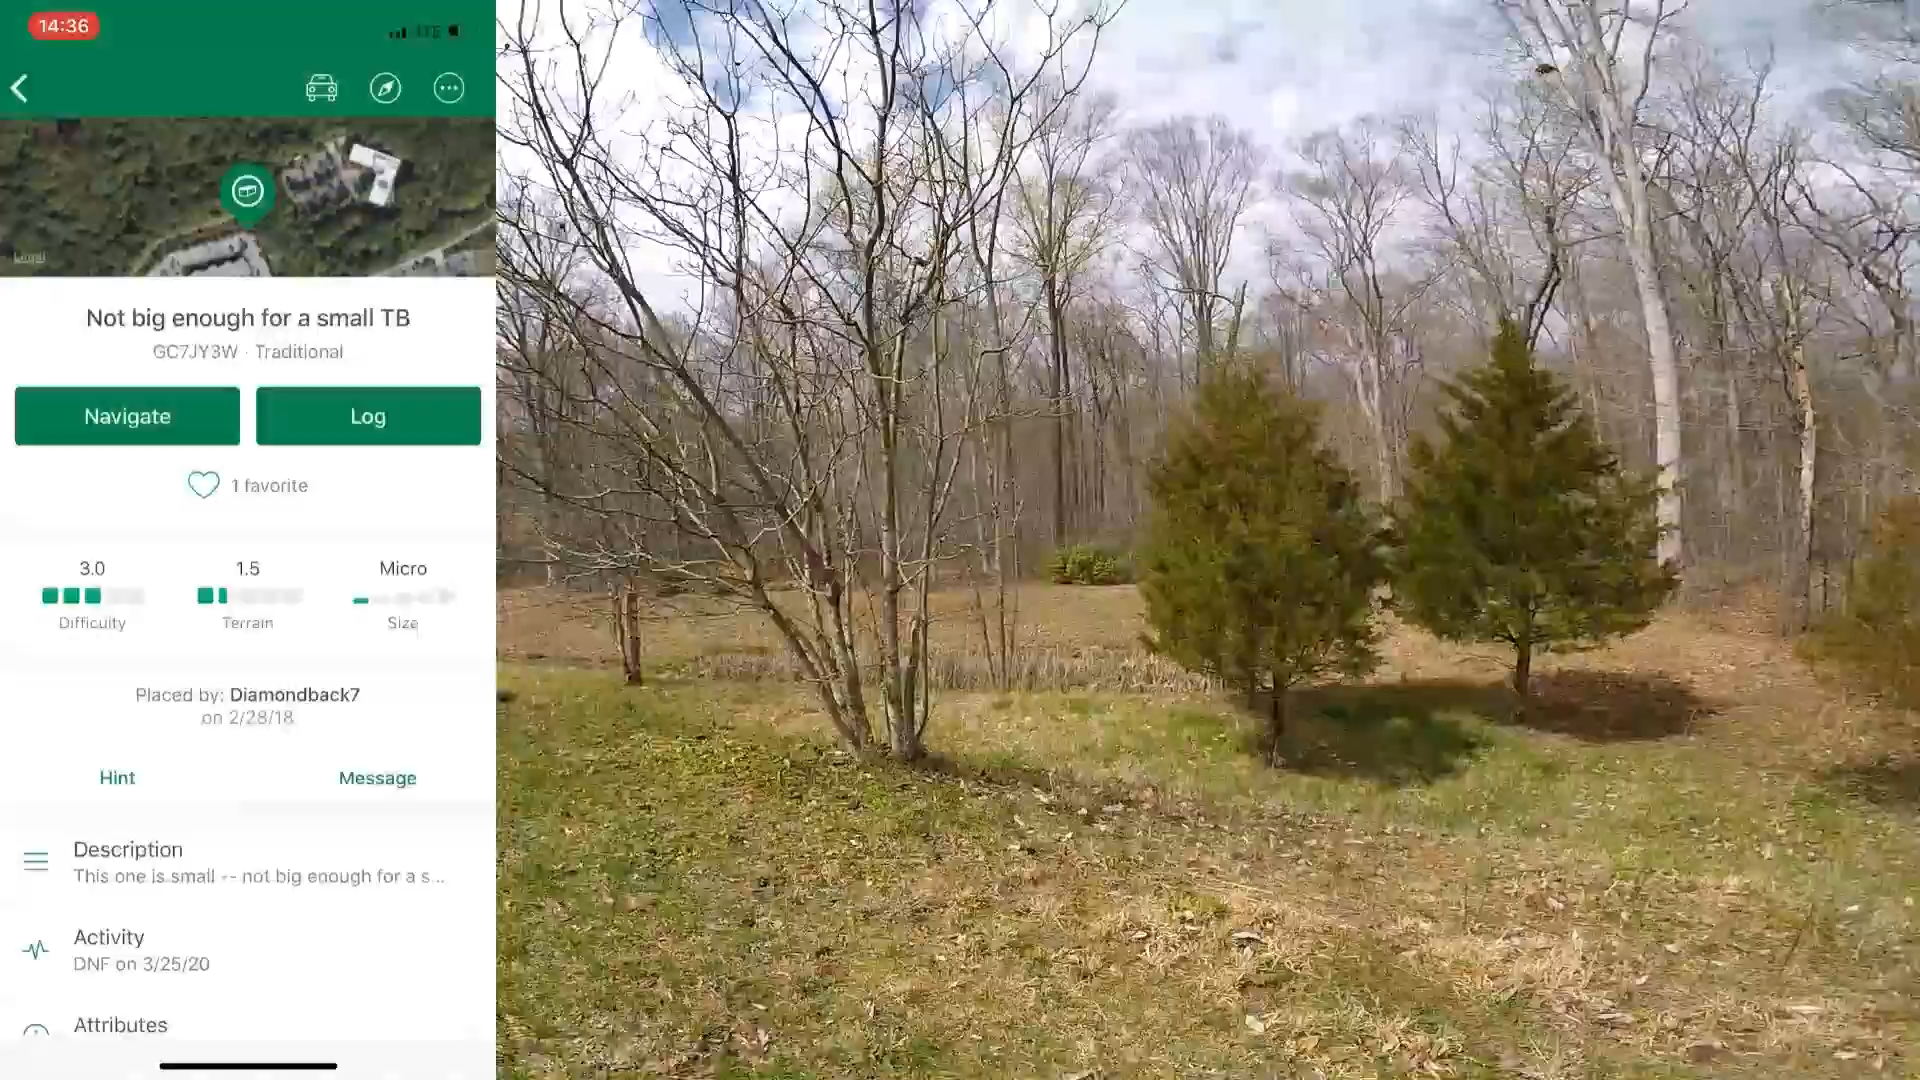 14:36
LTE
Legal
Not big enough for a small TB
GC7JY3W · Traditional
Navigate
Log
1 favorite
3.0
1.5
Micro
Difficulty
Terrain
Size
Placed by: Diamondback7
on 2/28/18
Hint
Message
Description
This one is small -- not big enough for a s...
Activity
DNF on 3/25/20
Attributes